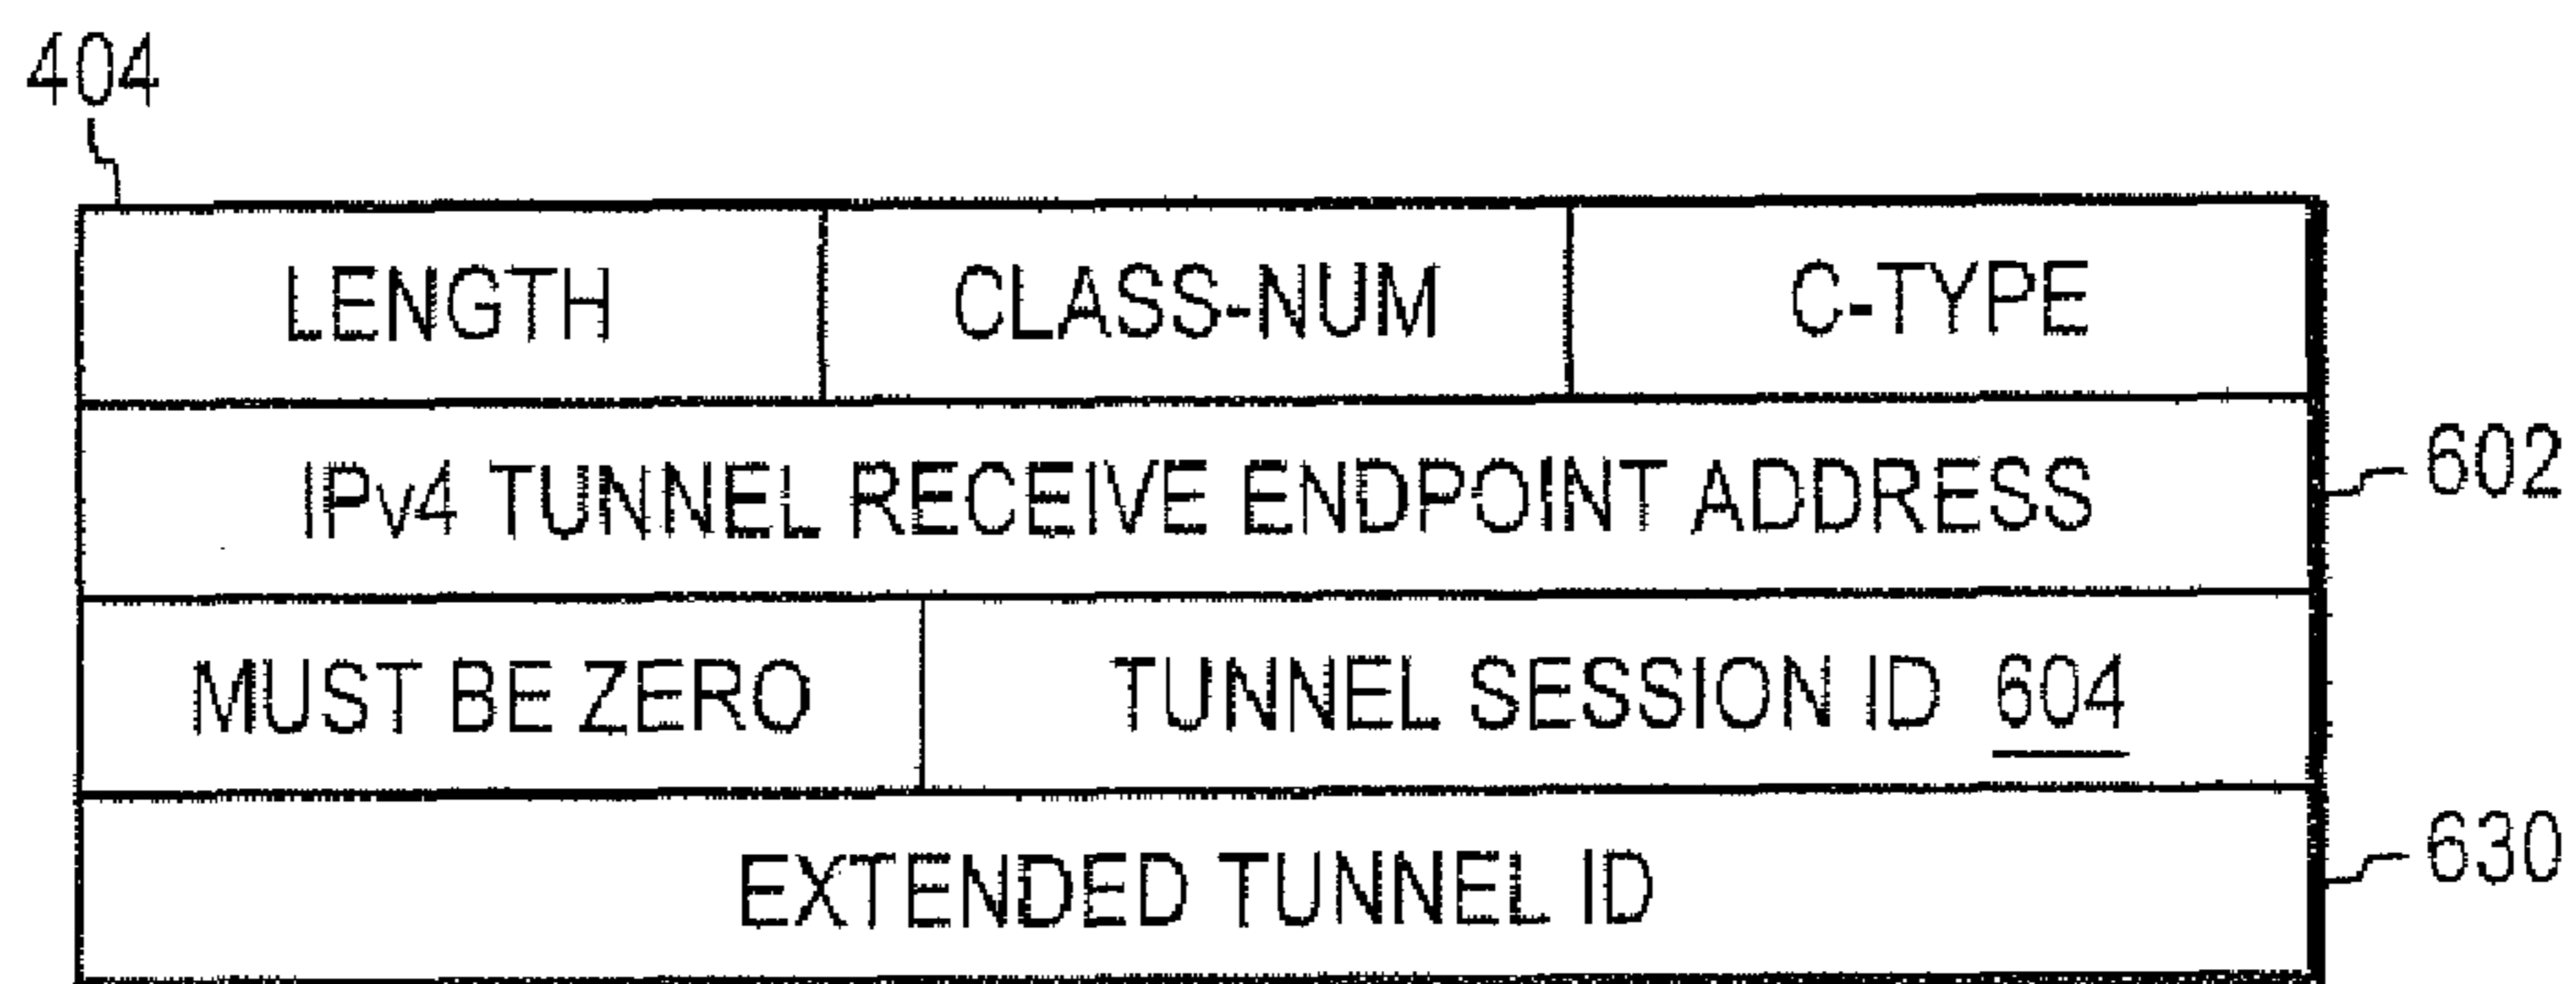 404
LENGTH CLASS-NUM C-TYPE
IPv4 TUNNEL RECEIVE ENDPOINT ADDRESS 602
MUST BE ZERO TUNNEL SESSION ID 604
EXTENDED TUNNEL ID 630